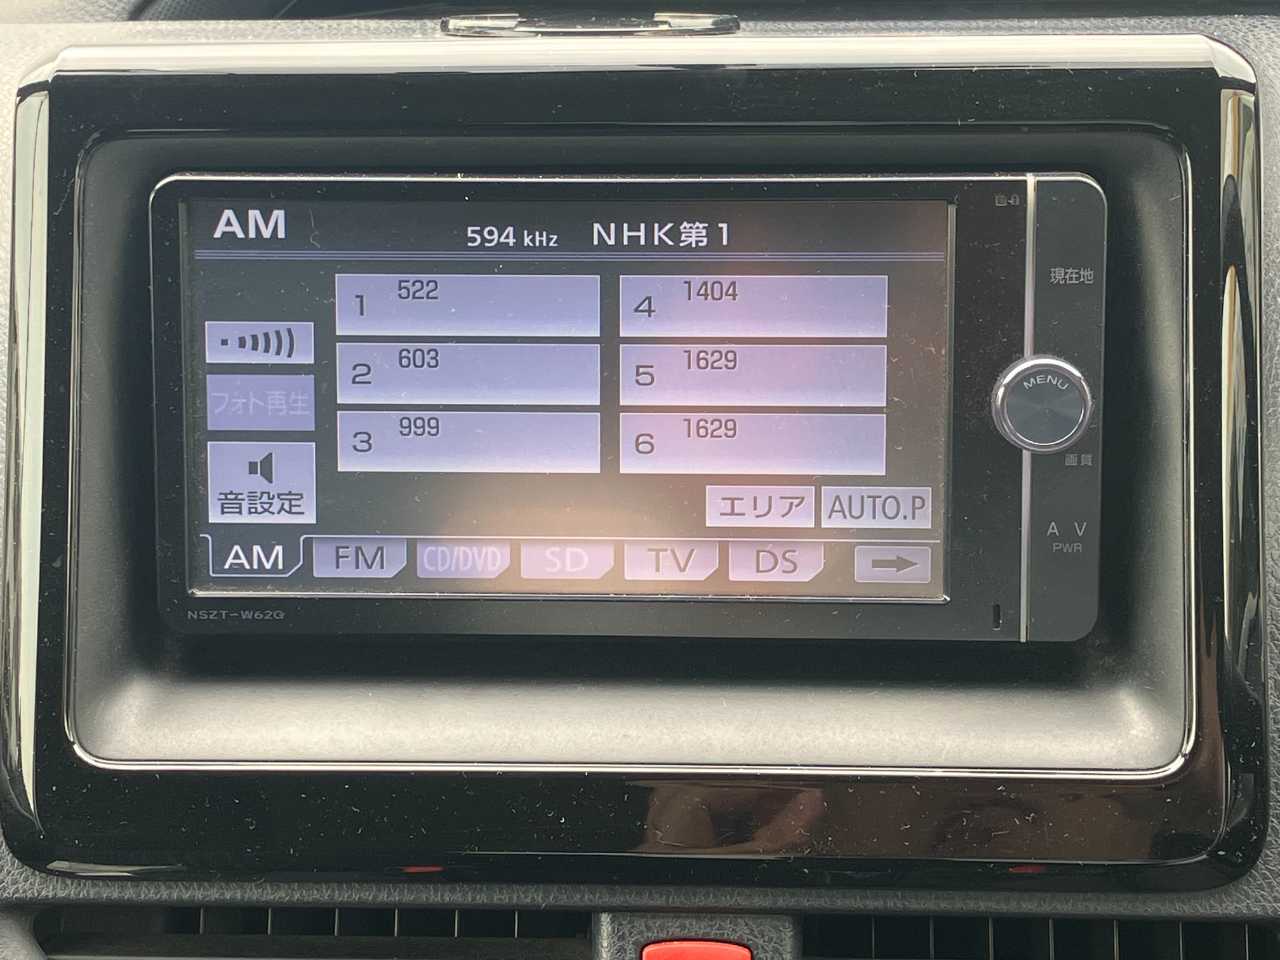 AM 594 kHz NHK第1
現在地
1 522
4 1404
2 603
5 1629
3 999
6 1629
MENU
フォト再生
音設定
画質
エリア
AUTO.P
A V
PWR
AM FM CD/DVD SD TV DS
NSZT-W62G